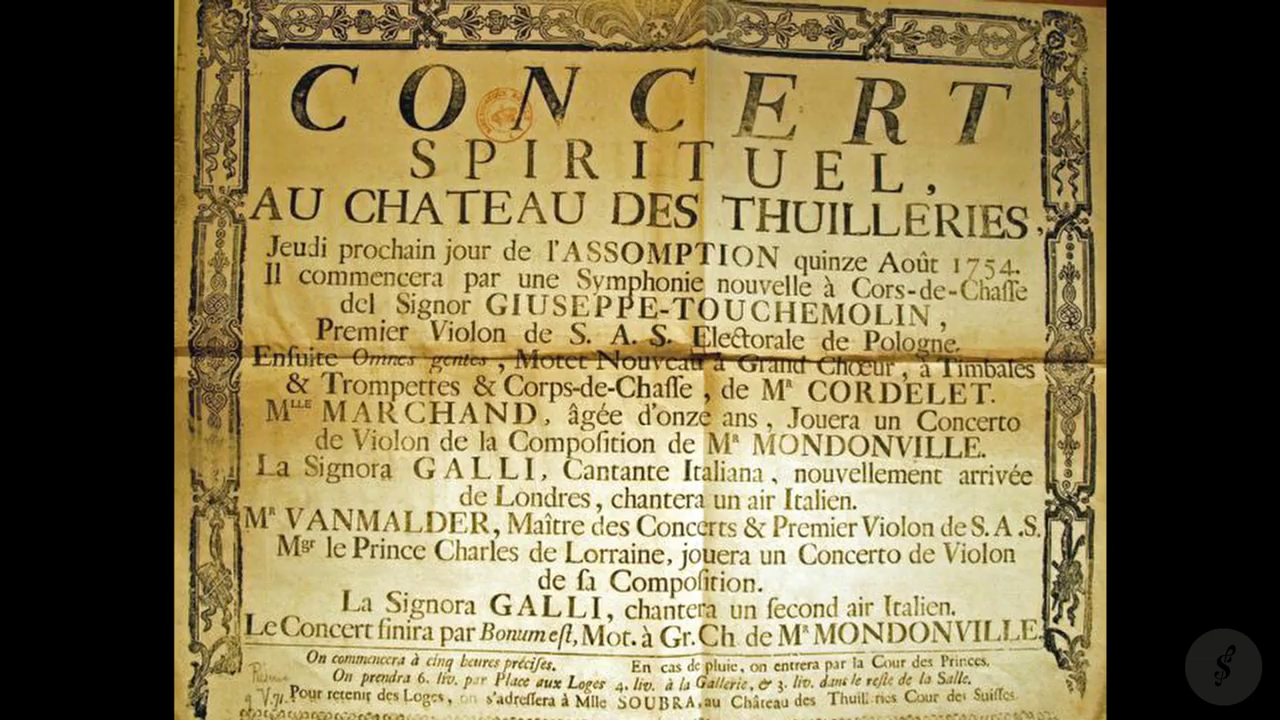 CONCERT
SPIRITUEL,
AU CHATEAU DES THUILLERIES,
Jeudi prochain jour de l'ASSOMPTION quinze Août 1754.
Il commencera par une Symphonie nouvelle à Cors-de-Chaſſe
del Signor GIUSEPPE-TOUCHEMOLIN,
Premier Violon de S. A. S. Electorale de Pologne.
Enſuite Omnes gentes, Motet Nouveau à Grand Chœur, à Timbales
& Trompettes & Corps-de-Chaſſe, de MR CORDELET.
MLLE MARCHAND, âgée d'onze ans, Jouera un Concerto
de Violon de la Compoſition de MR MONDONVILLE.
La Signora GALLI, Cantante Italiana, nouvellement arrivée
de Londres, chantera un air Italien.
MR VANMALDER, Maître des Concerts & Premier Violon de S. A. S.
Mgr le Prince Charles de Lorraine, jouera un Concerto de Violon
de ſa Compoſition.
La Signora GALLI, chantera un ſecond air Italien.
Le Concert finira par Bonum eſt, Mot. à Gr. Ch de MR MONDONVILLE.
On commencera à cinq heures préciſes. En cas de pluie, on entrera par la Cour des Princes.
On prendra 6. liv. par Place aux Loges 4. liv. à la Gallerie, & 3. liv. dans le reſte de la Salle.
Pour retenir des Loges, on s'adreſſera à Mlle SOUBRA, au Château des Thuilleries Cour des Suiſſes.